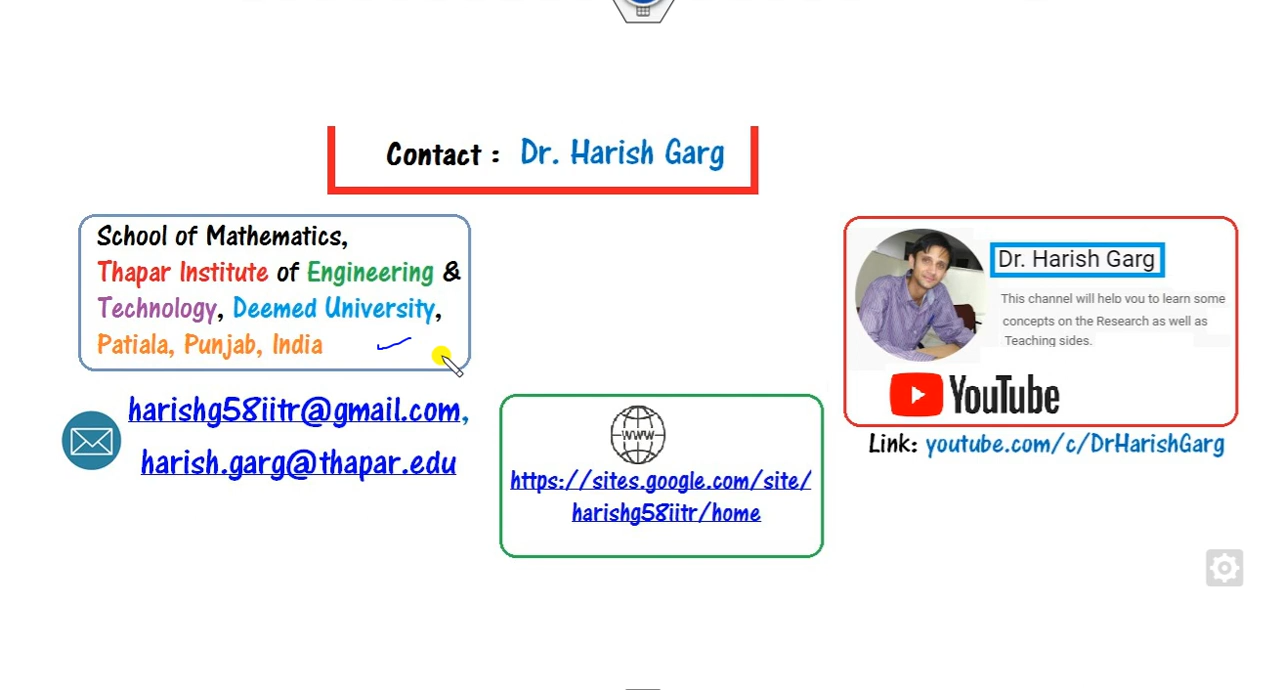 Contact : Dr. Harish Garg
School of Mathematics,
Thapar Institute of Engineering &
Technology, Deemed University,
Patiala, Punjab, India
harishg58iitr@gmail.com,
harish.garg@thapar.edu
www
https://sites.google.com/site/
harishg58iitr/home
Dr. Harish Garg
This channel will help you to learn some
concepts on the Research as well as
Teaching sides.
YouTube
Link: youtube.com/c/DrHarishGarg